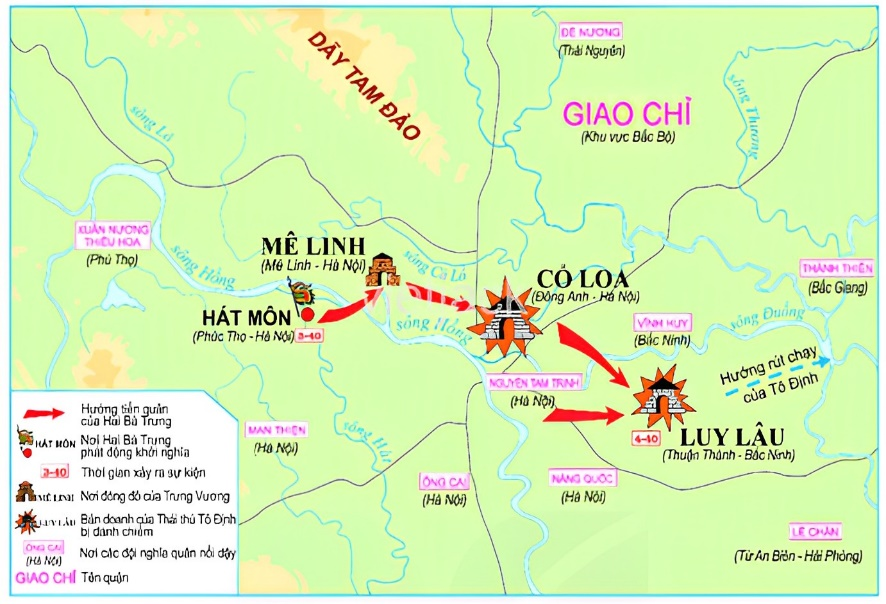 ĐÊ NƯƠNG
(Thái Nguyên)
DÃY TAM ĐẢO
GIAO CHỈ
(Khu vực Bắc Bộ)
sông Lô
sông Thương
XUÂN NƯƠNG
THIỀU HOA
(Phú Thọ)
sông Hồng
MÊ LINH
(Mê Linh - Hà Nội)
sông Cà Lồ
CỔ LOA
(Đông Anh - Hà Nội)
THÁNH THIÊN
(Bắc Giang)
HÁT MÔN
(Phúc Thọ - Hà Nội)
3-40
sông Hồng
VĨNH HUY
(Bắc Ninh)
sông Đuống
NGUYỄN TAM TRINH
(Hà Nội)
Hướng rút chạy
của Tô Định
4-40
LUY LÂU
(Thuận Thành - Bắc Ninh)
MAN THIỆN
(Hà Nội)
sông Hát
ÔNG CAI
(Hà Nội)
NÀNG QUỐC
(Hà Nội)
LÊ CHÂN
(Từ An Biên - Hải Phòng)
Hướng tiến quân
của Hai Bà Trưng
HÁT MÔN
Nơi Hai Bà Trưng
phát động khởi nghĩa
3-40
Thời gian xảy ra sự kiện
MÊ LINH
Nơi đóng đô của Trưng Vương
LUY LÂU
Bản doanh của Thái thú Tô Định
bị đánh chiếm
ÔNG CAI
(Hà Nội)
Nơi các đội nghĩa quân nổi dậy
GIAO CHỈ
Tên quận